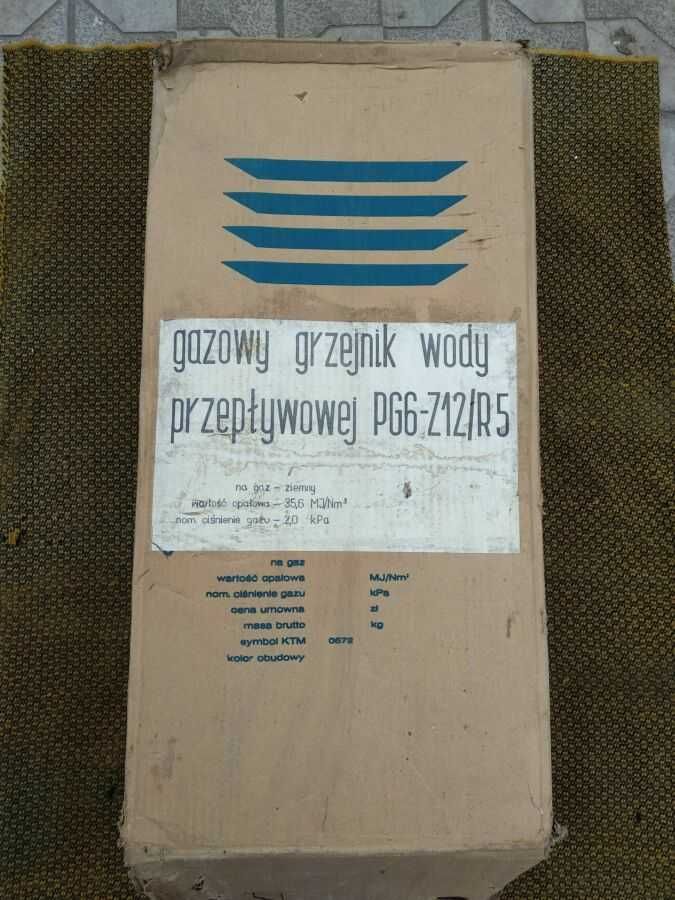 gazowy grzejnik wody
przepływowej PG6-Z12/R5
na gaz – ziemny
wartość opałowa – 35,6 MJ/Nm³
nom. ciśnienie gazu – 2,0 kPa
na gaz
wartość opałowa MJ/Nm³
nom. ciśnienie gazu kPa
cena umowna zł
masa brutto kg
symbol KTM 0672
kolor obudowy